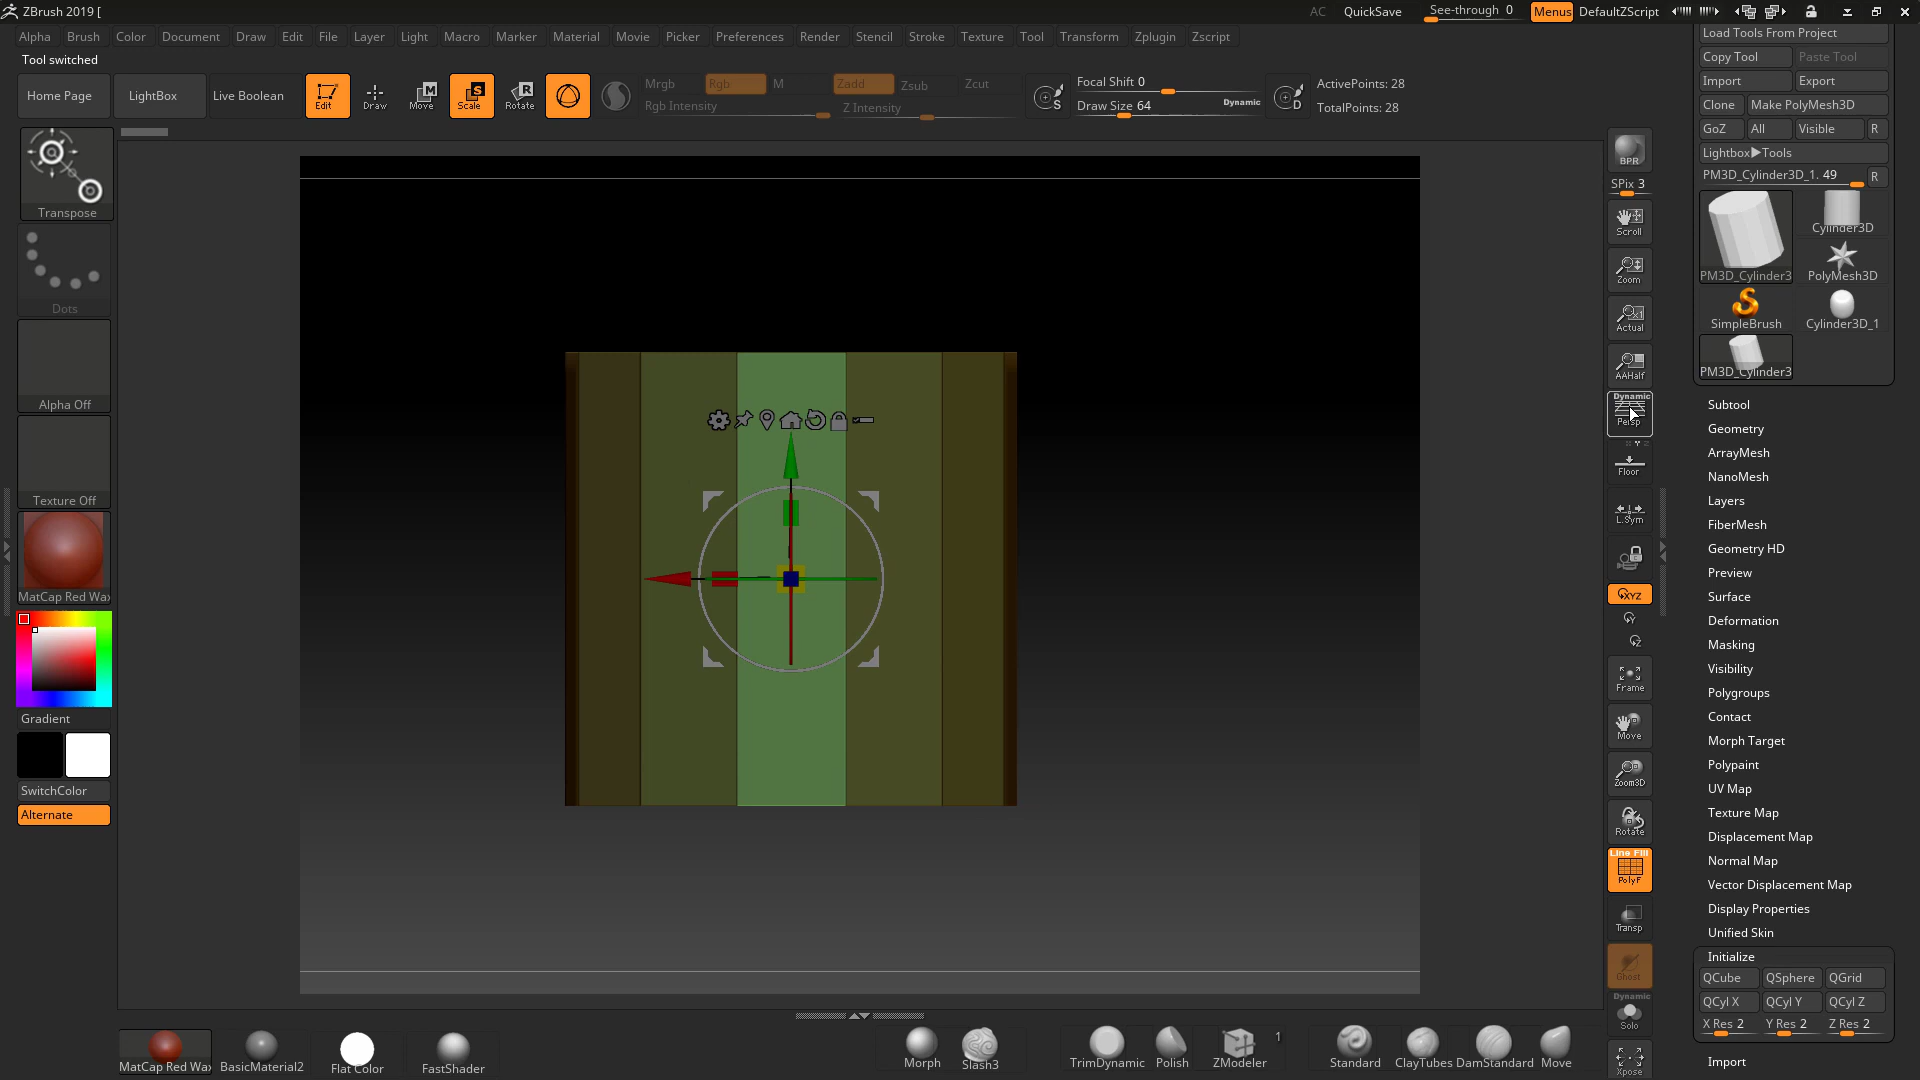 ZBrush 2019 [
AC QuickSave See-through 0 Menus DefaultZScript
Alpha Brush Color Document Draw Edit File Layer Light Macro Marker Material Movie Picker Preferences Render Stencil Stroke Texture Tool Transform Zplugin Zscript
Tool switched
Home Page LightBox Live Boolean Edit Draw Move Scale Rotate
Mrgb Rgb M Zadd Zsub Zcut
Rgb Intensity Z Intensity
Focal Shift 0
Draw Size 64 Dynamic
ActivePoints: 28
TotalPoints: 28
Transpose
Dots
Alpha Off
Texture Off
MatCap Red Wax
Gradient
SwitchColor
Alternate
BPR
SPix 3
Scroll
Zoom
Actual
AAHalf
Dynamic
Persp
Floor
L.Sym
XYZ
Y
Z
Frame
Move
Zoom3D
Rotate
Line Fill
PolyF
Transp
Ghost
Dynamic
Solo
Xpose
Load Tools From Project
Copy Tool Paste Tool
Import Export
Clone Make PolyMesh3D
GoZ All Visible R
Lightbox▶Tools
PM3D_Cylinder3D_1. 49 R
PM3D_Cylinder3 Cylinder3D
PolyMesh3D
SimpleBrush Cylinder3D_1
PM3D_Cylinder3
Subtool
Geometry
ArrayMesh
NanoMesh
Layers
FiberMesh
Geometry HD
Preview
Surface
Deformation
Masking
Visibility
Polygroups
Contact
Morph Target
Polypaint
UV Map
Texture Map
Displacement Map
Normal Map
Vector Displacement Map
Display Properties
Unified Skin
Initialize
QCube QSphere QGrid
QCyl X QCyl Y QCyl Z
X Res 2 Y Res 2 Z Res 2
Import
MatCap Red Wax BasicMaterial2 Flat Color FastShader
Morph Slash3 TrimDynamic Polish ZModeler 1 Standard ClayTubes DamStandard Move